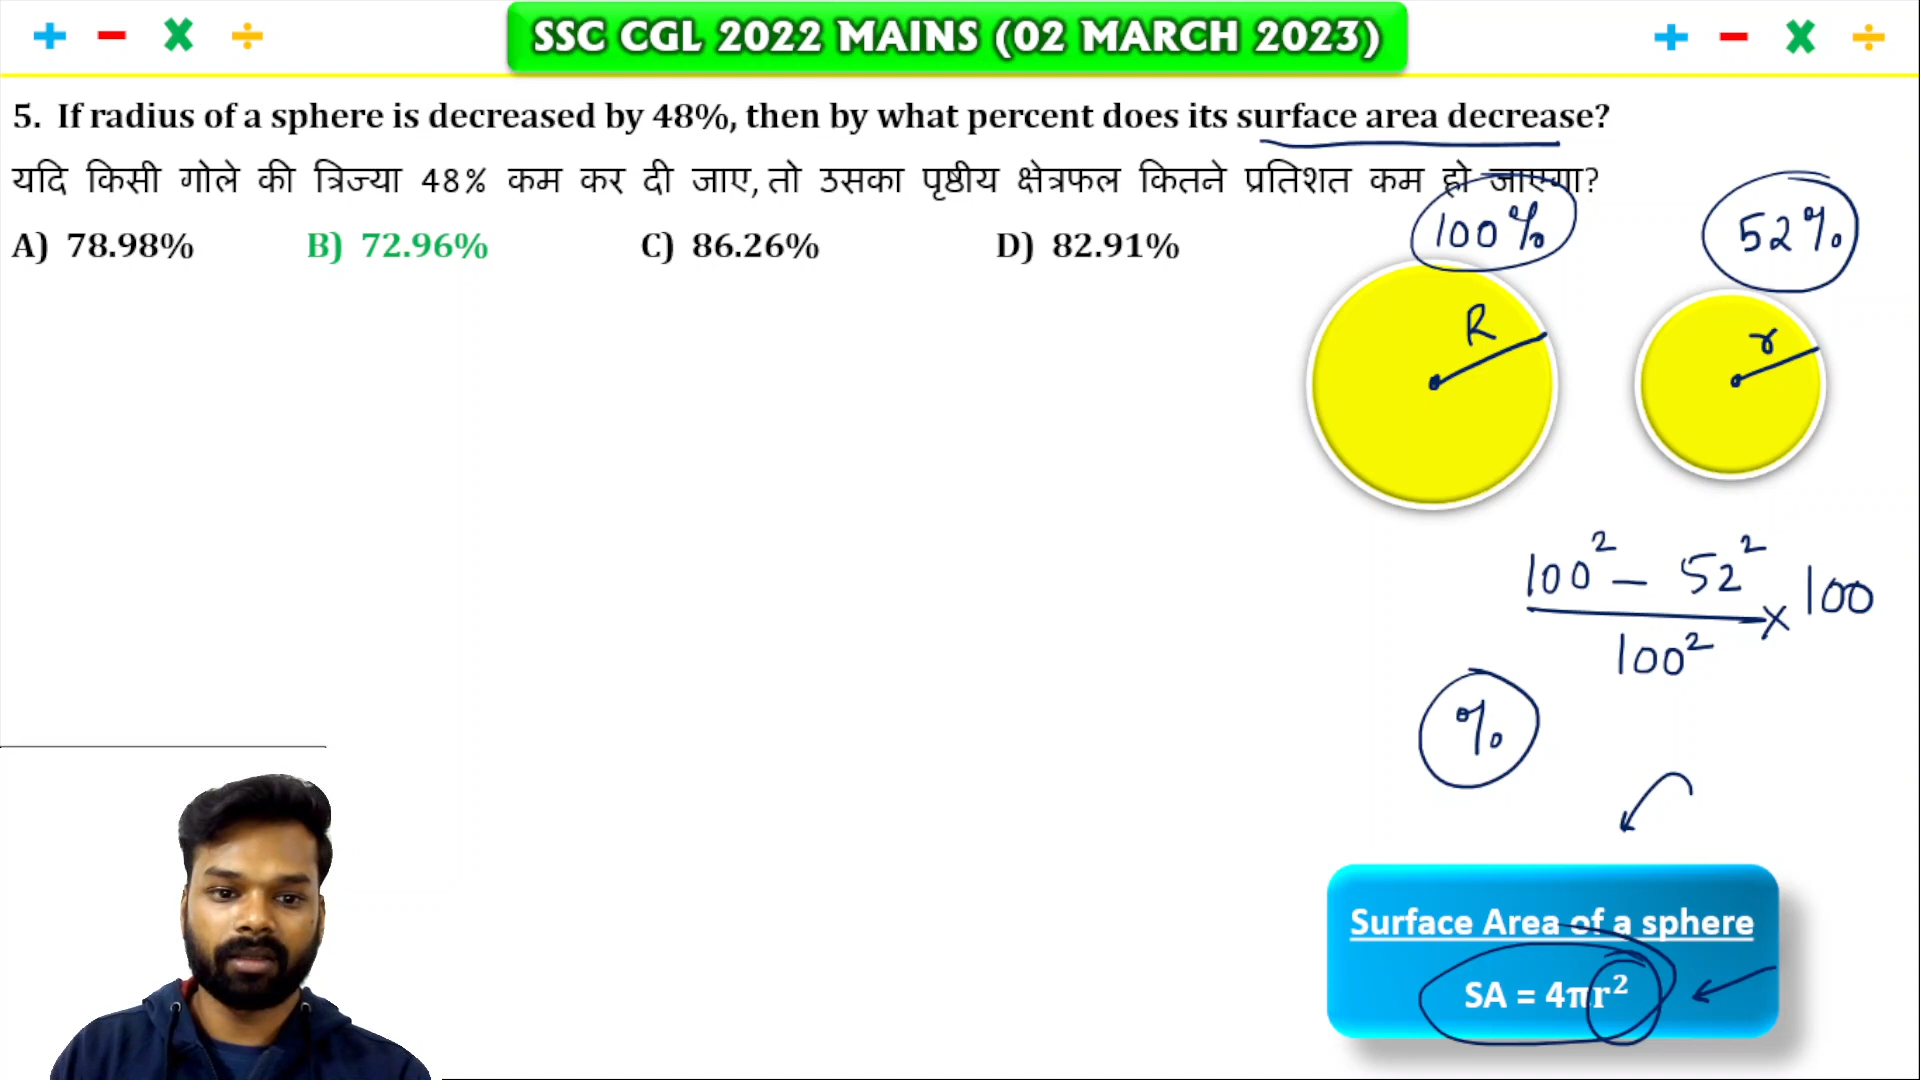 + − × ÷ SSC CGL 2022 MAINS (02 MARCH 2023) + − × ÷
5. If radius of a sphere is decreased by 48%, then by what percent does its surface area decrease?
यदि किसी गोले की त्रिज्या 48% कम कर दी जाए, तो उसका पृष्ठीय क्षेत्रफल कितने प्रतिशत कम हो जाएगा?
A) 78.98% B) 72.96% C) 86.26% D) 82.91%
100% 52%
R r
100² − 52²
× 100
100²
%
Surface Area of a sphere
SA = 4πr²